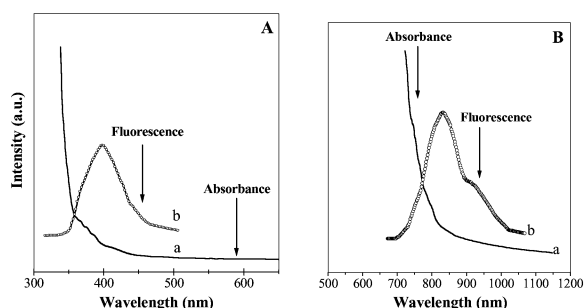 A
Intensity (a.u.)
Fluorescence
Absorbance
b
a
300 400 500 600
Wavelength (nm)
B
Absorbance
Fluorescence
b
a
500 600 700 800 900 1000 1100 1200
Wavelength (nm)